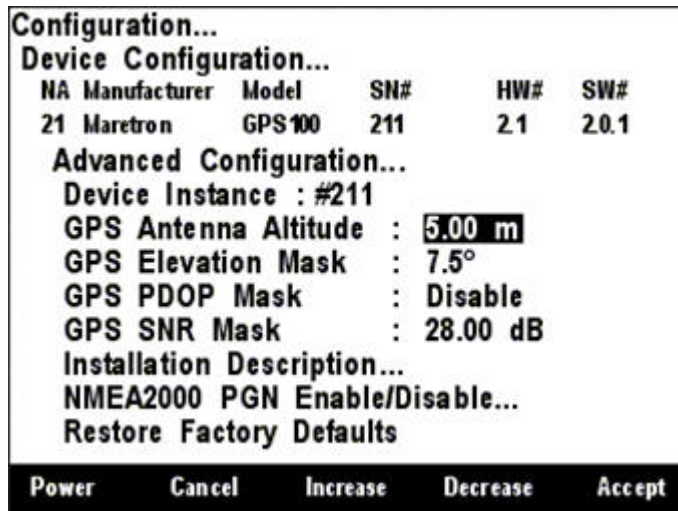 Configuration...
Device Configuration...
NA Manufacturer Model SN# HW# SW#
21 Maretron GPS100 211 2.1 2.0.1
Advanced Configuration...
Device Instance : #211
GPS Antenna Altitude : 5.00 m
GPS Elevation Mask : 7.5°
GPS PDOP Mask : Disable
GPS SNR Mask : 28.00 dB
Installation Description...
NMEA2000 PGN Enable/Disable...
Restore Factory Defaults
Power Cancel Increase Decrease Accept